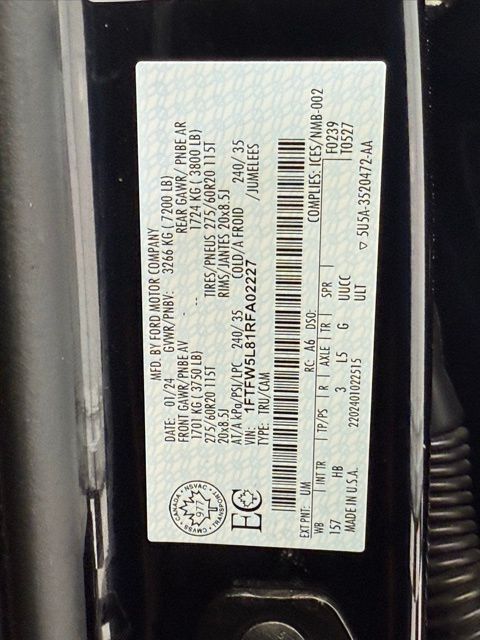 MFD. BY FORD MOTOR COMPANY
DATE: 01/24 GVWR/PNBV: 3266 KG ( 7200 LB)
FRONT GAWR/ PNBE AV REAR GAWR/ PNBE AR
1701 KG ( 3750 LB) 1724 KG ( 3800 LB)
275/60R20 115T TIRES/PNEUS 275/60R20 115T
20x8.5J RIMS/JANTES 20x8.5J
AT/A kPa/PSI/LPC 240/ 35 COLD/A FROID 240/ 35
VIN: 1FTFW5L81RFA02227 /JUMELEES
TYPE: TRU/CAM
CMVSS CANADA NSVAC
977
TRANSPORT
EC
COMPLIES: ICES/NMB-002
EXT PNT: UM RC: A6 DSO: F0239
WB INT TR TP/PS R AXLE TR SPR T0527
157 HB 3 L5 G UUCC
2202401022515 ULT
MADE IN U.S.A. ▽ 5U5A-3520472-AA